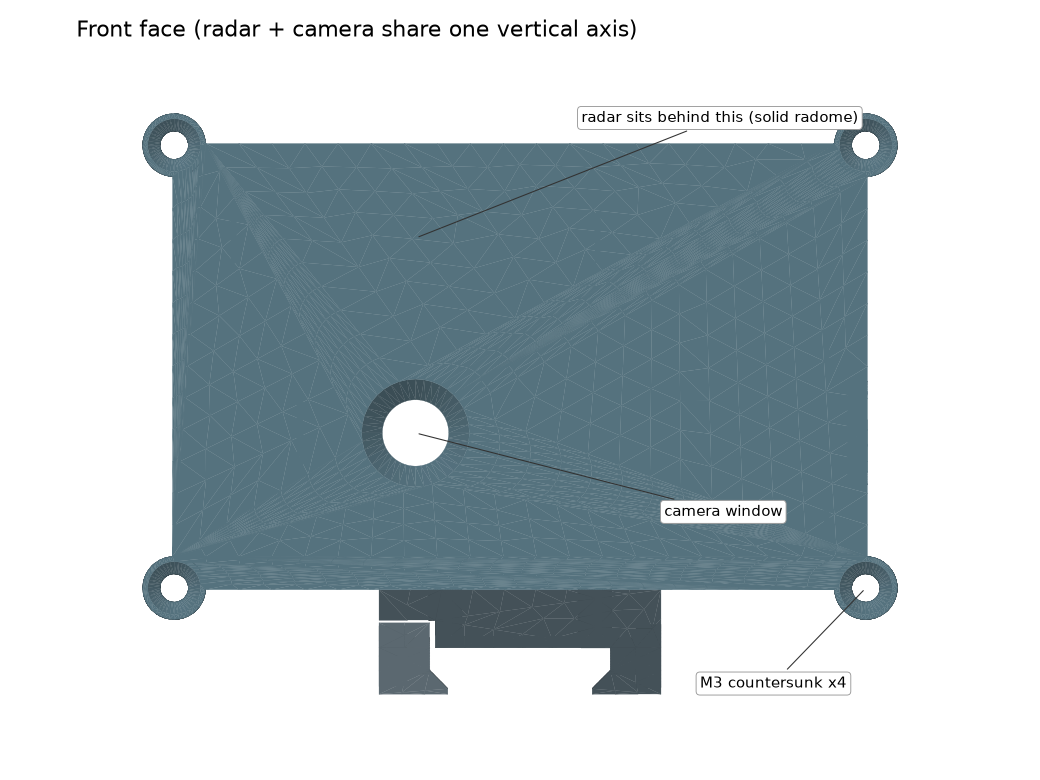 Front face (radar + camera share one vertical axis)
radar sits behind this (solid radome)
camera window
M3 countersunk x4